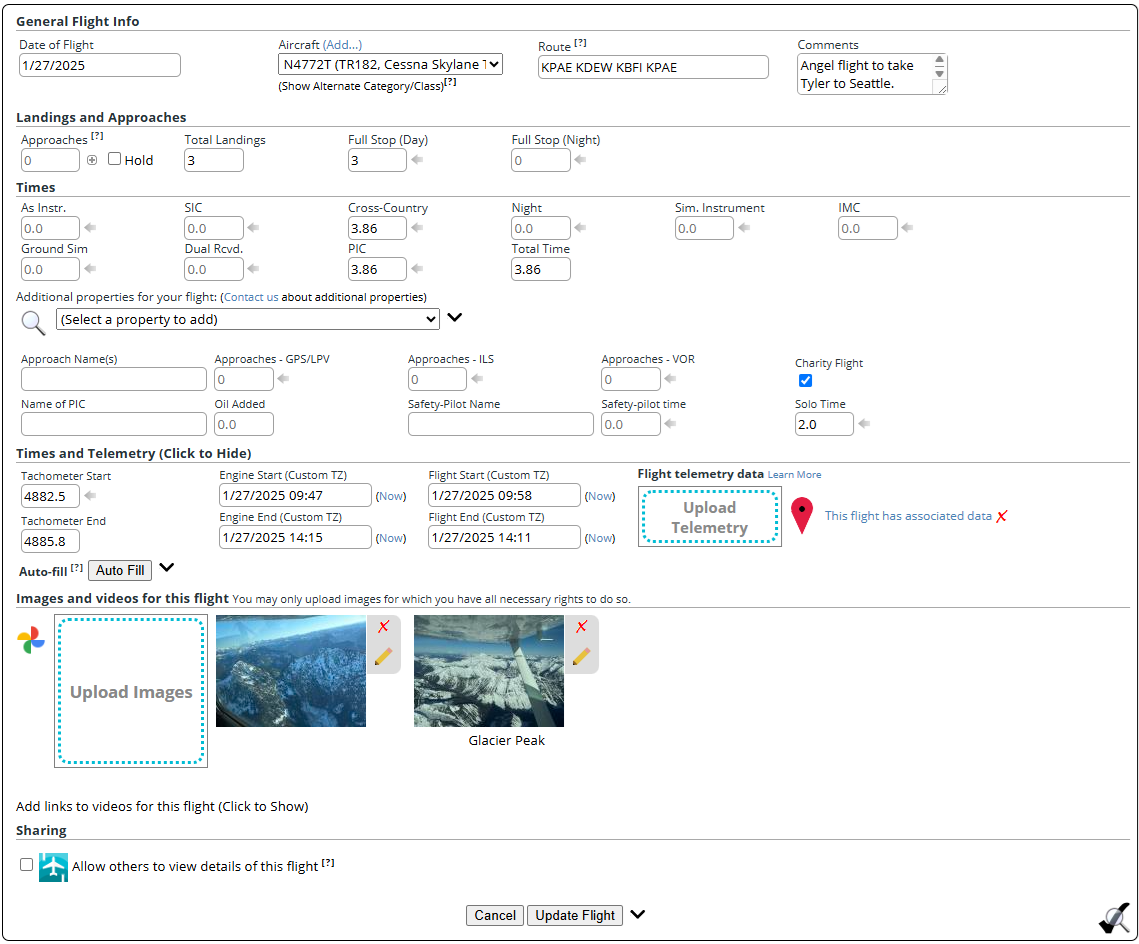 General Flight Info
Date of Flight Aircraft (Add...) Route [?] Comments
1/27/2025 N4772T (TR182, Cessna Skylane T KPAE KDEW KBFI KPAE Angel flight to take
Tyler to Seattle.
(Show Alternate Category/Class)[?]
Landings and Approaches
Approaches [?] Total Landings Full Stop (Day) Full Stop (Night)
0 Hold 3 3 0
Times
As Instr. SIC Cross-Country Night Sim. Instrument IMC
0.0 0.0 3.86 0.0 0.0 0.0
Ground Sim Dual Rcvd. PIC Total Time
0.0 0.0 3.86 3.86
Additional properties for your flight: (Contact us about additional properties)
(Select a property to add)
Approach Name(s) Approaches - GPS/LPV Approaches - ILS Approaches - VOR Charity Flight
0 0 0
Name of PIC Oil Added Safety-Pilot Name Safety-pilot time Solo Time
0.0 0.0 2.0
Times and Telemetry (Click to Hide)
Tachometer Start Engine Start (Custom TZ) Flight Start (Custom TZ) Flight telemetry data Learn More
4882.5 1/27/2025 09:47 (Now) 1/27/2025 09:58 (Now) Upload
Telemetry This flight has associated data X
Tachometer End Engine End (Custom TZ) Flight End (Custom TZ)
4885.8 1/27/2025 14:15 (Now) 1/27/2025 14:11 (Now)
Auto-fill [?] Auto Fill
Images and videos for this flight You may only upload images for which you have all necessary rights to do so.
Upload Images
Glacier Peak
Add links to videos for this flight (Click to Show)
Sharing
Allow others to view details of this flight [?]
Cancel Update Flight